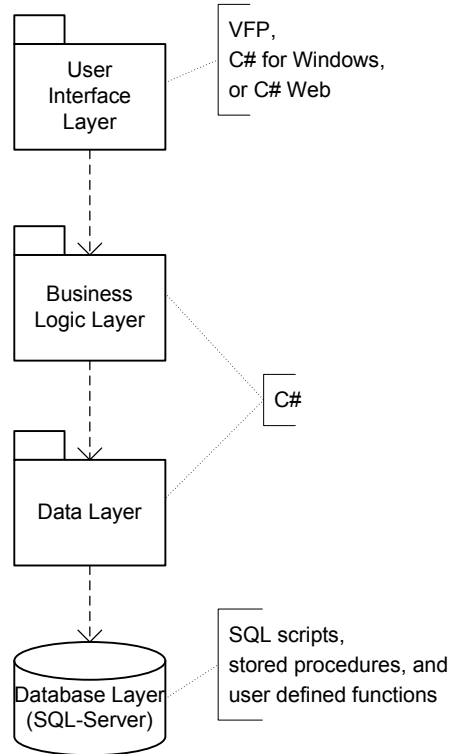 User
Interface
Layer
VFP,
C# for Windows,
or C# Web
Business
Logic Layer
C#
Data Layer
Database Layer
(SQL-Server)
SQL scripts,
stored procedures, and
user defined functions